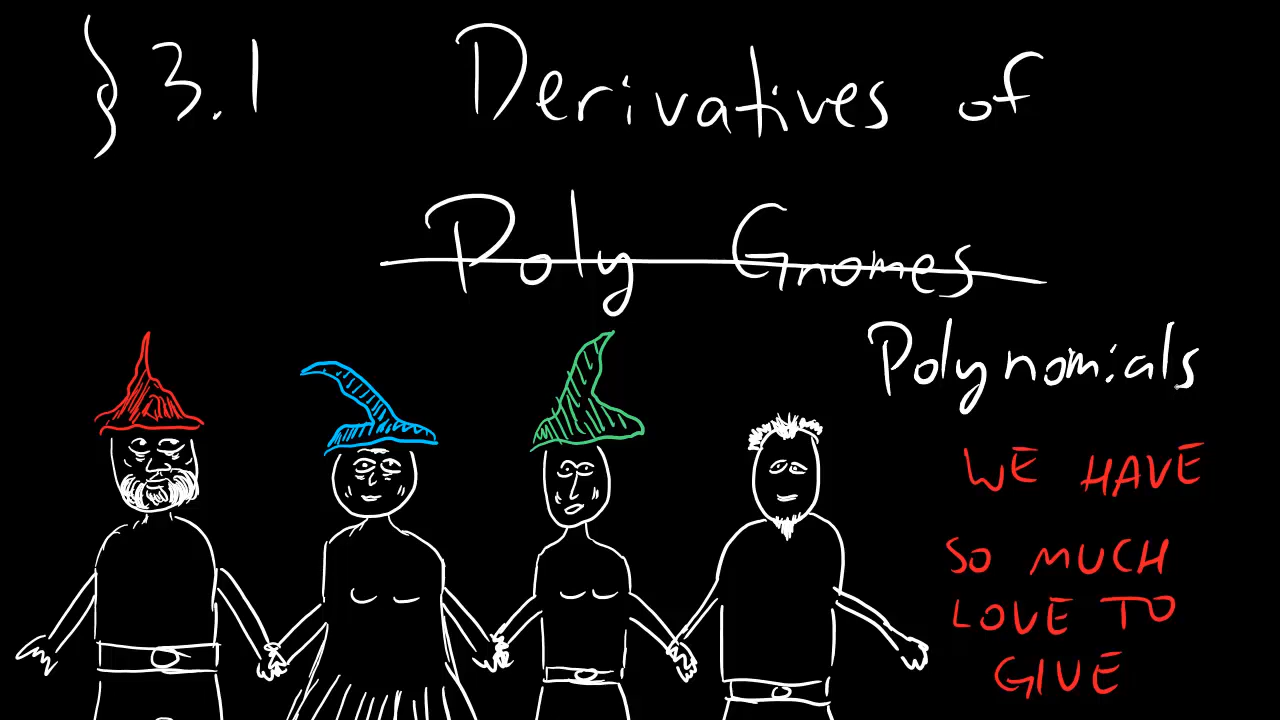 § 3.1 Derivatives of
Poly Gnomes
Polynomials
WE HAVE
SO MUCH
LOVE TO
GIVE